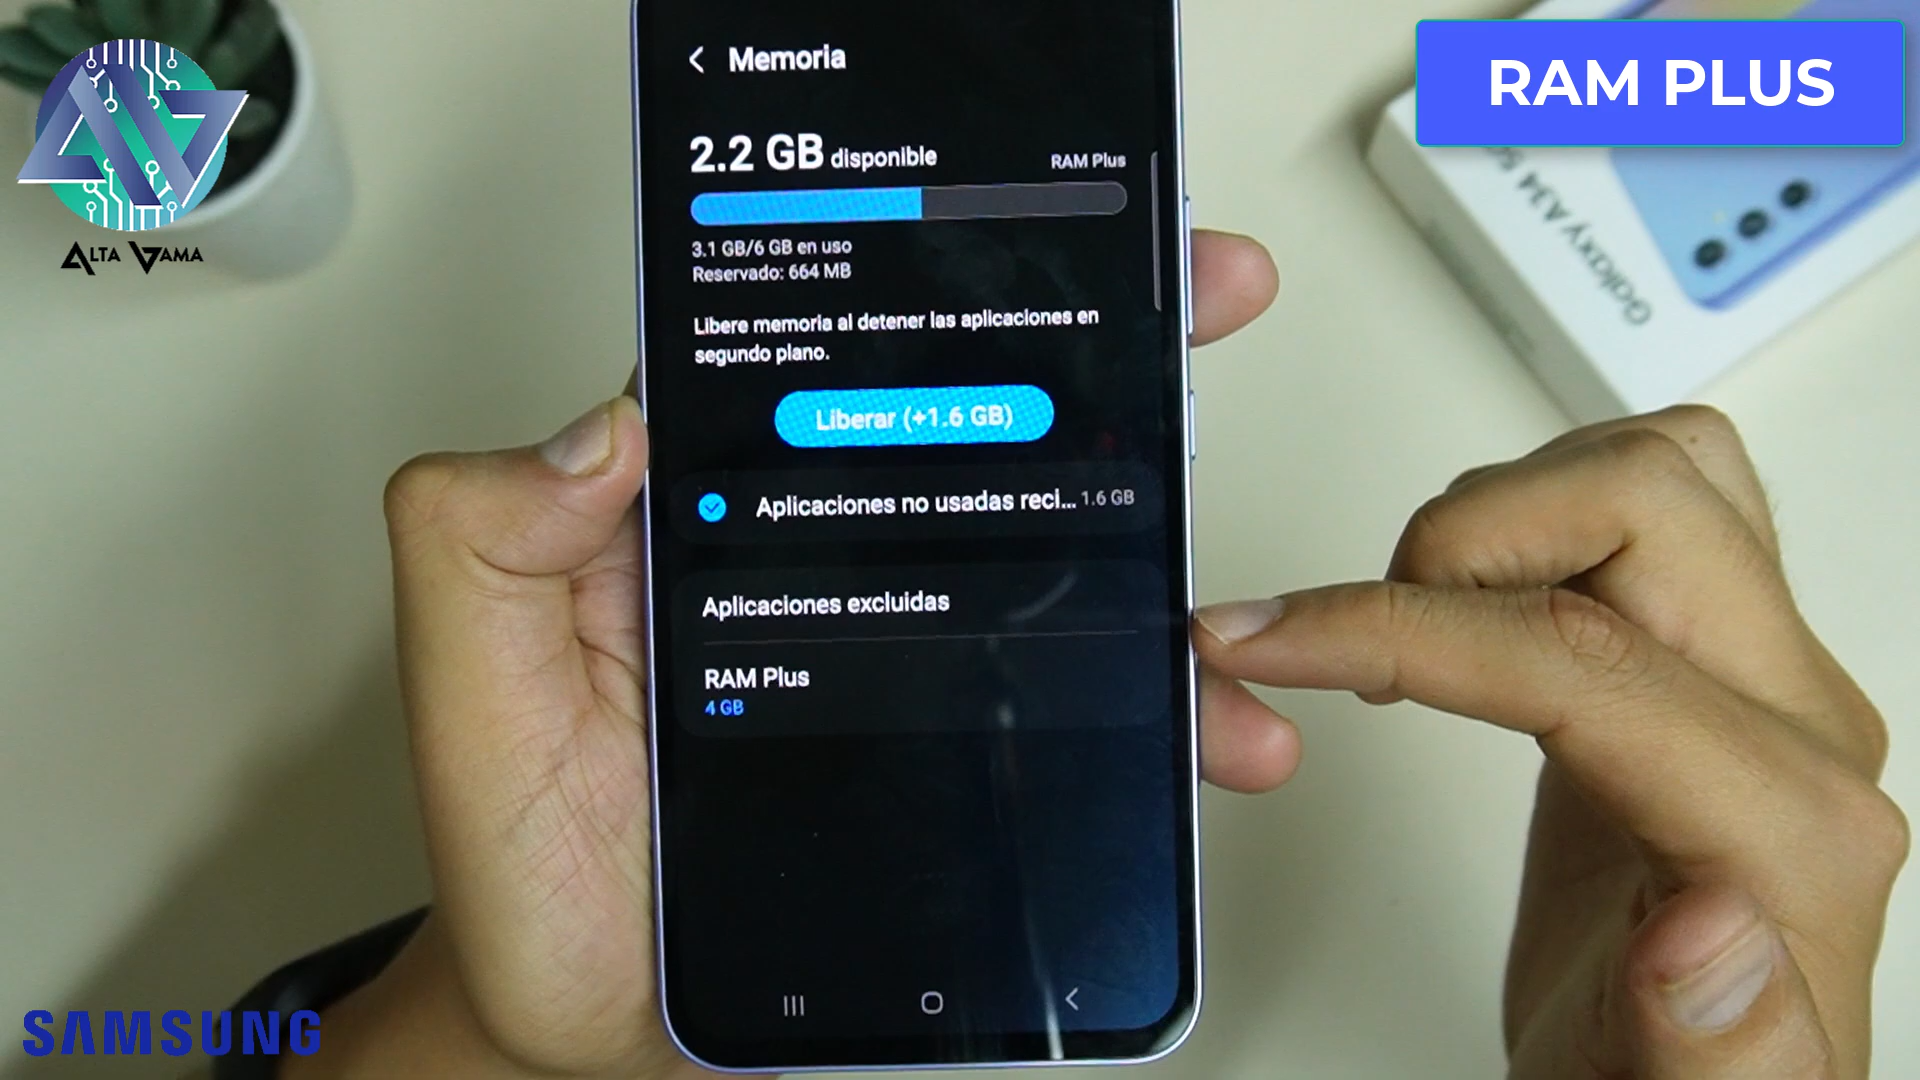 RAM PLUS
ALTA GAMA
Memoria
2.2 GB disponible
RAM Plus
3.1 GB/6 GB en uso
Reservado: 664 MB
Libere memoria al detener las aplicaciones en
segundo plano.
Liberar (+1.6 GB)
Aplicaciones no usadas reci... 1.6 GB
Aplicaciones excluidas
RAM Plus
4 GB
Galaxy A34
SAMSUNG